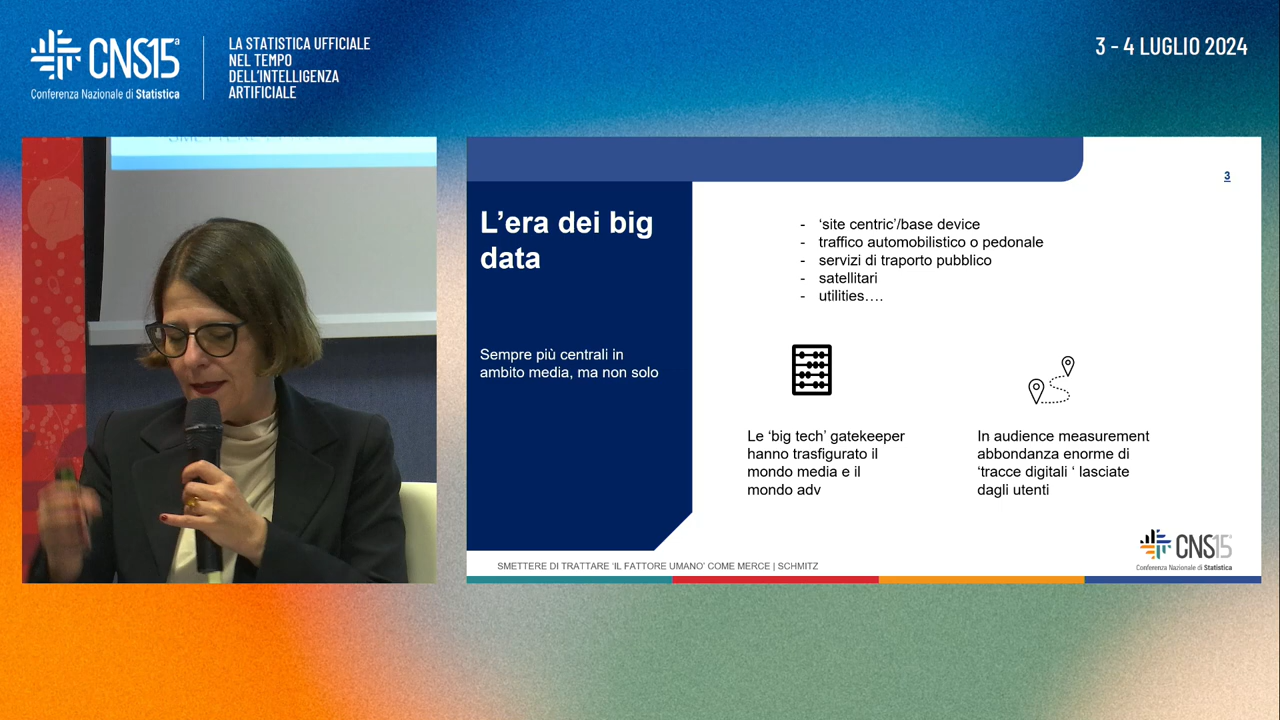 CNS15ª
Conferenza Nazionale di Statistica
LA STATISTICA UFFICIALE
NEL TEMPO
DELL'INTELLIGENZA
ARTIFICIALE
3 - 4 LUGLIO 2024
3
L'era dei big
data
Sempre più centrali in
ambito media, ma non solo
- 'site centric'/base device
- traffico automobilistico o pedonale
- servizi di traporto pubblico
- satellitari
- utilities….
Le 'big tech' gatekeeper
hanno trasfigurato il
mondo media e il
mondo adv
In audience measurement
abbondanza enorme di
'tracce digitali ' lasciate
dagli utenti
CNS15
Conferenza Nazionale di Statistica
SMETTERE DI TRATTARE 'IL FATTORE UMANO' COME MERCE | SCHMITZ